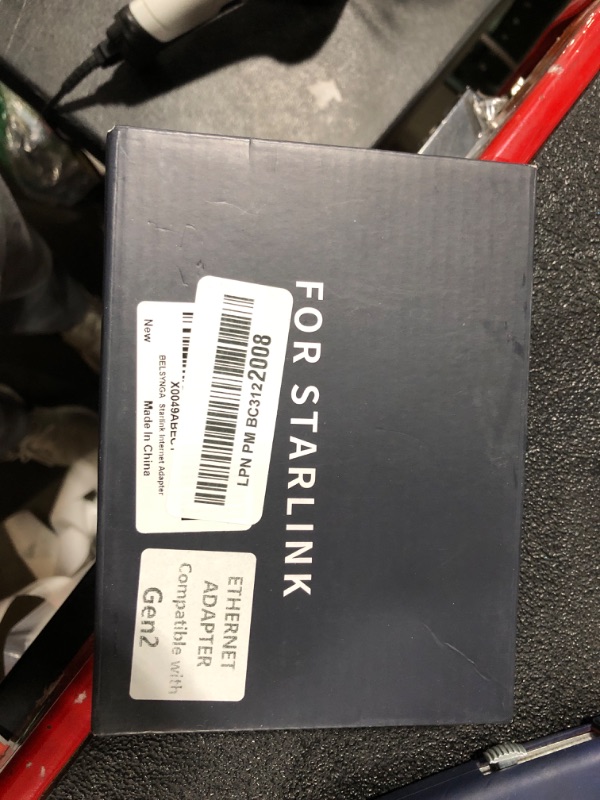 FOR STARLINK
LPN PM BC3122008
BELSYNGA Starlink Internet Adapter
New
Made In China
ETHERNET
ADAPTER
Compatible with
Gen2